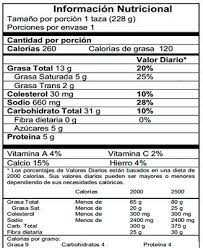 Información Nutricional
Tamaño por porción 1 taza (228 g)
Porciones por envase 1
Cantidad por porción
Calorías 260 Calorías de grasa 120
Valor Diario*
Grasa Total 13 g 20%
Grasa Saturada 5 g 25%
Grasa Trans 2 g
Colesterol 30 mg 10%
Sodio 660 mg 28%
Carbohidrato Total 31 g 10%
Fibra dietaria 0 g 0%
Azúcares 5 g
Proteína 5 g
Vitamina A 4% Vitamina C 2%
Calcio 15% Hierro 4%
* Los porcentajes de Valores Diarios están basados en una dieta de
2000 calorías. Sus valores diarios pueden ser mayores o menores
dependiendo de sus necesidades calóricas.
Calorías 2000 2500
Grasa Total Menos de 65 g 80 g
Grasa Sat. Menos de 20 g 25 g
Colesterol Menos de 300 mg 300 mg
Sodio Menos de 2400 mg 2400 mg
Carb. Total 300 g 375 g
Fibra dietaria 25 g 30 g
Calorías por gramo
Grasa 9 Carbohidratos 4